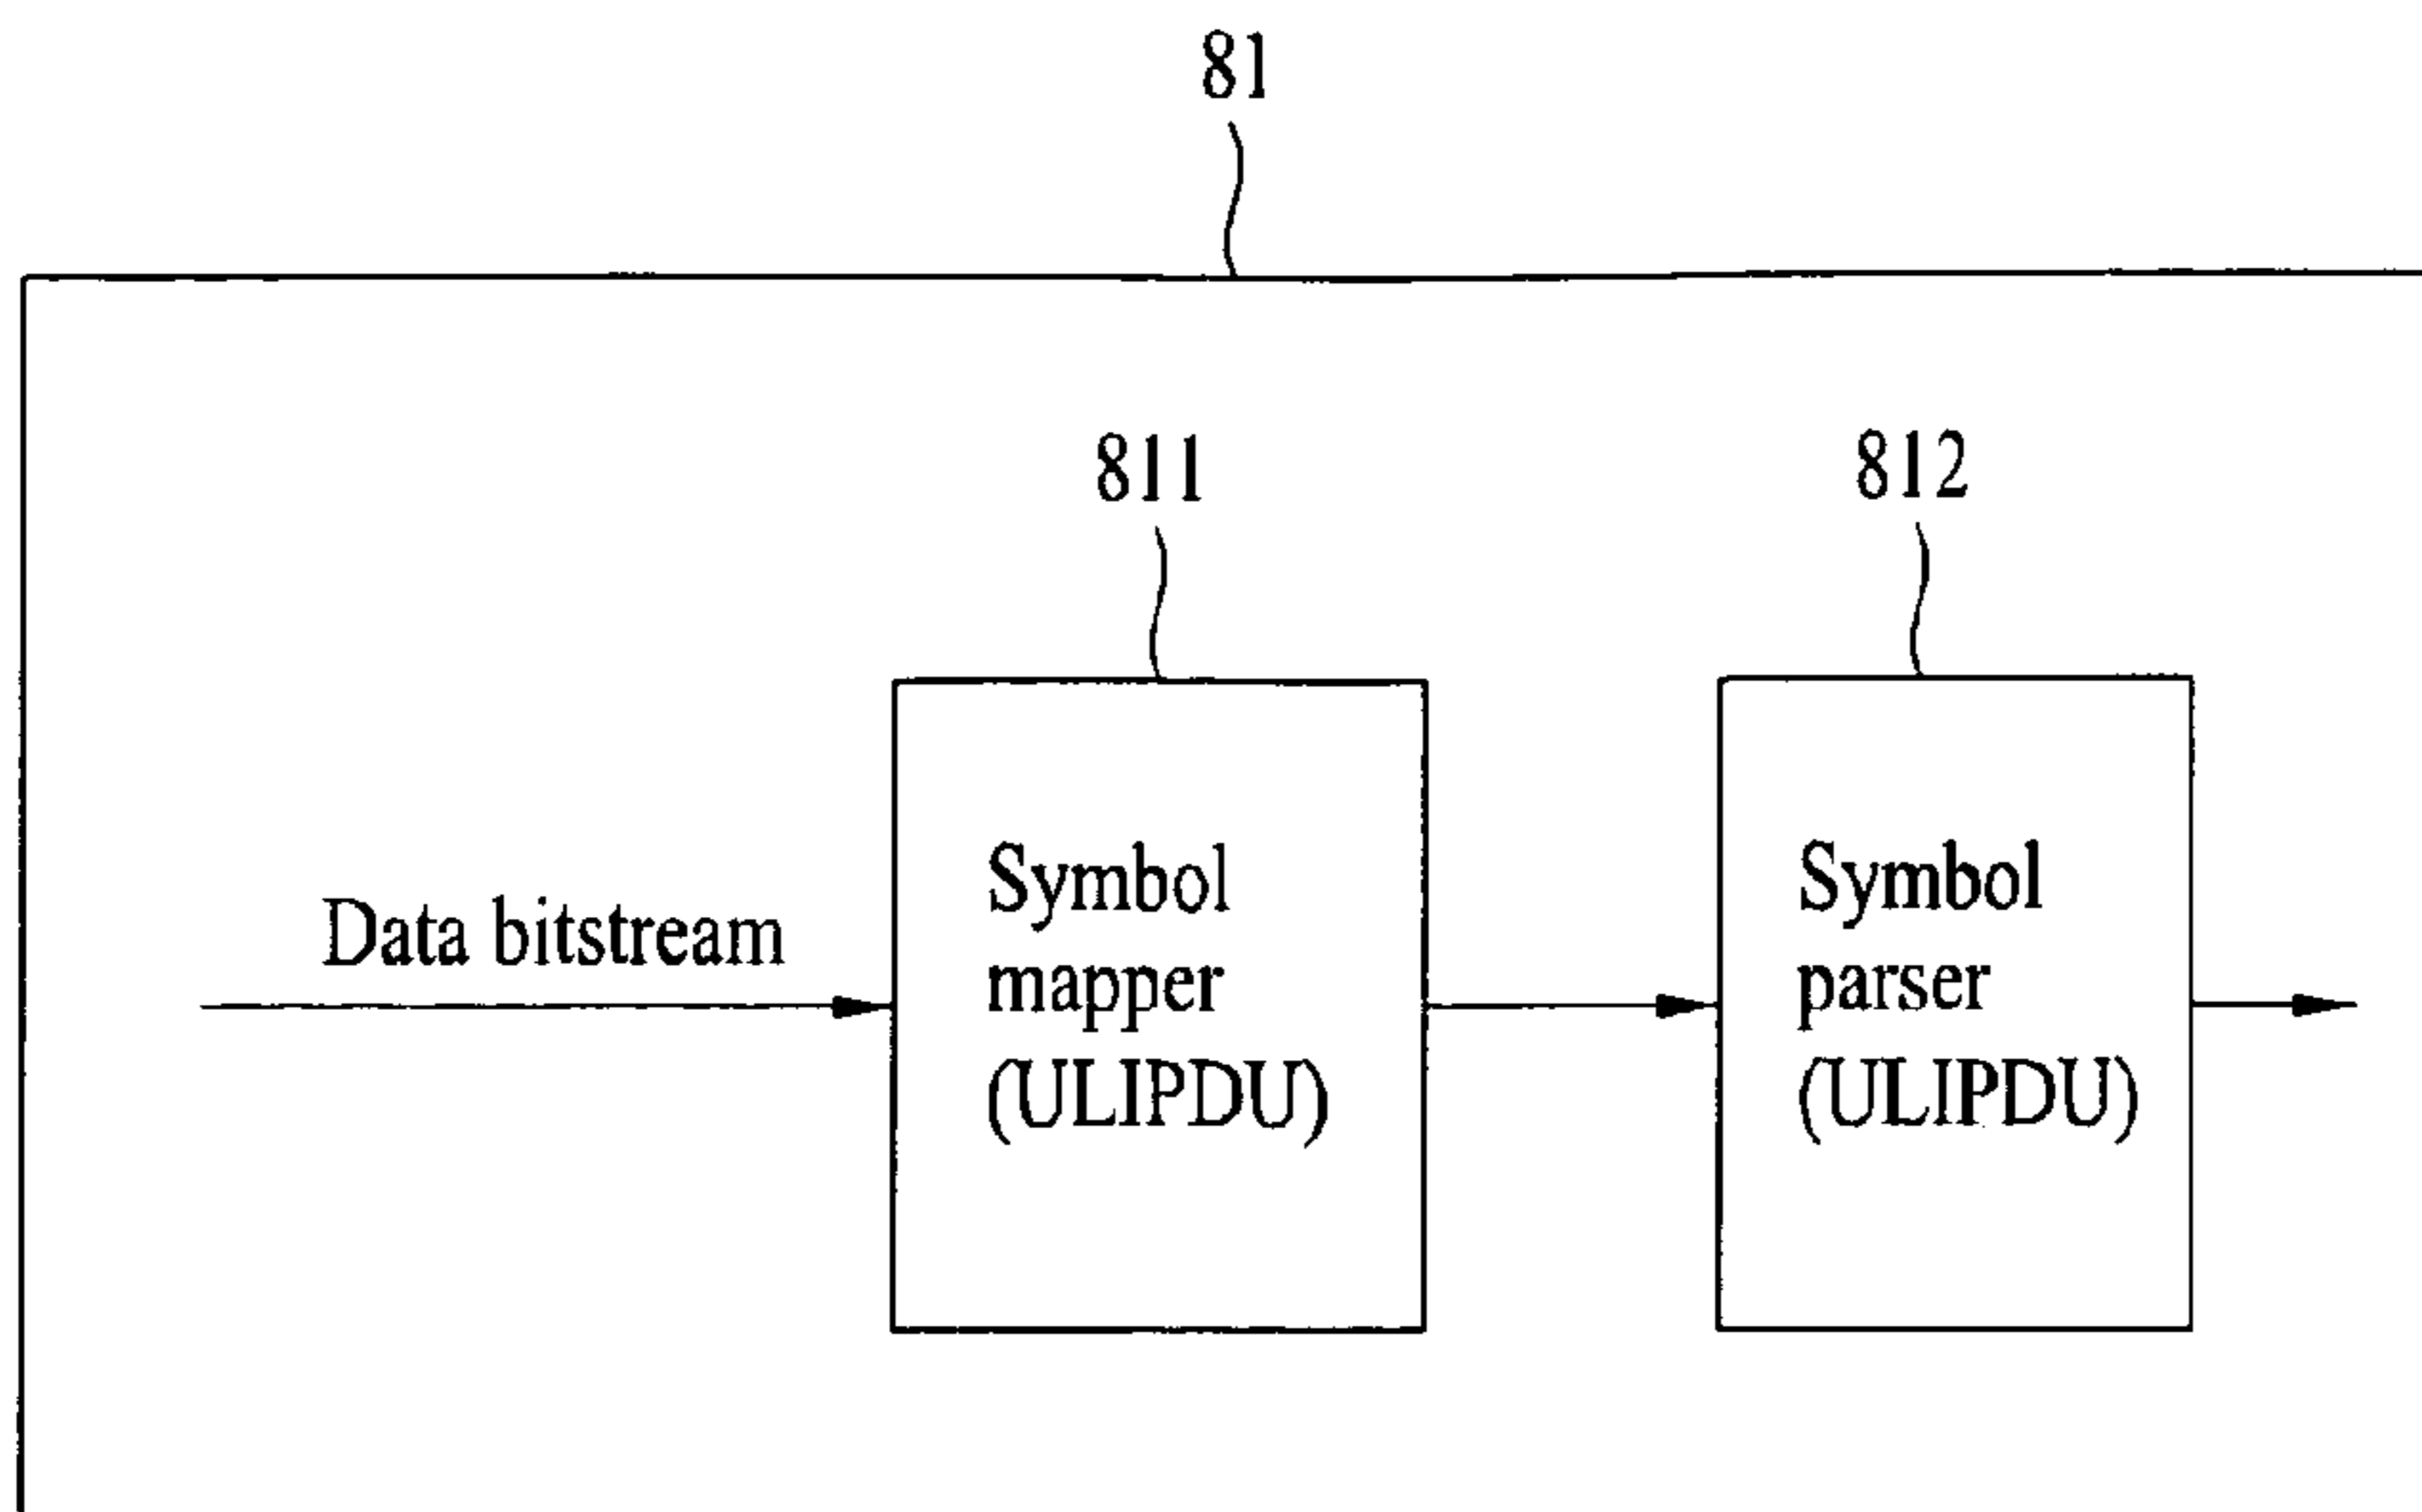 81
811
812
Data bitstream
Symbol
mapper
(ULIPDU)
Symbol
parser
(ULIPDU)